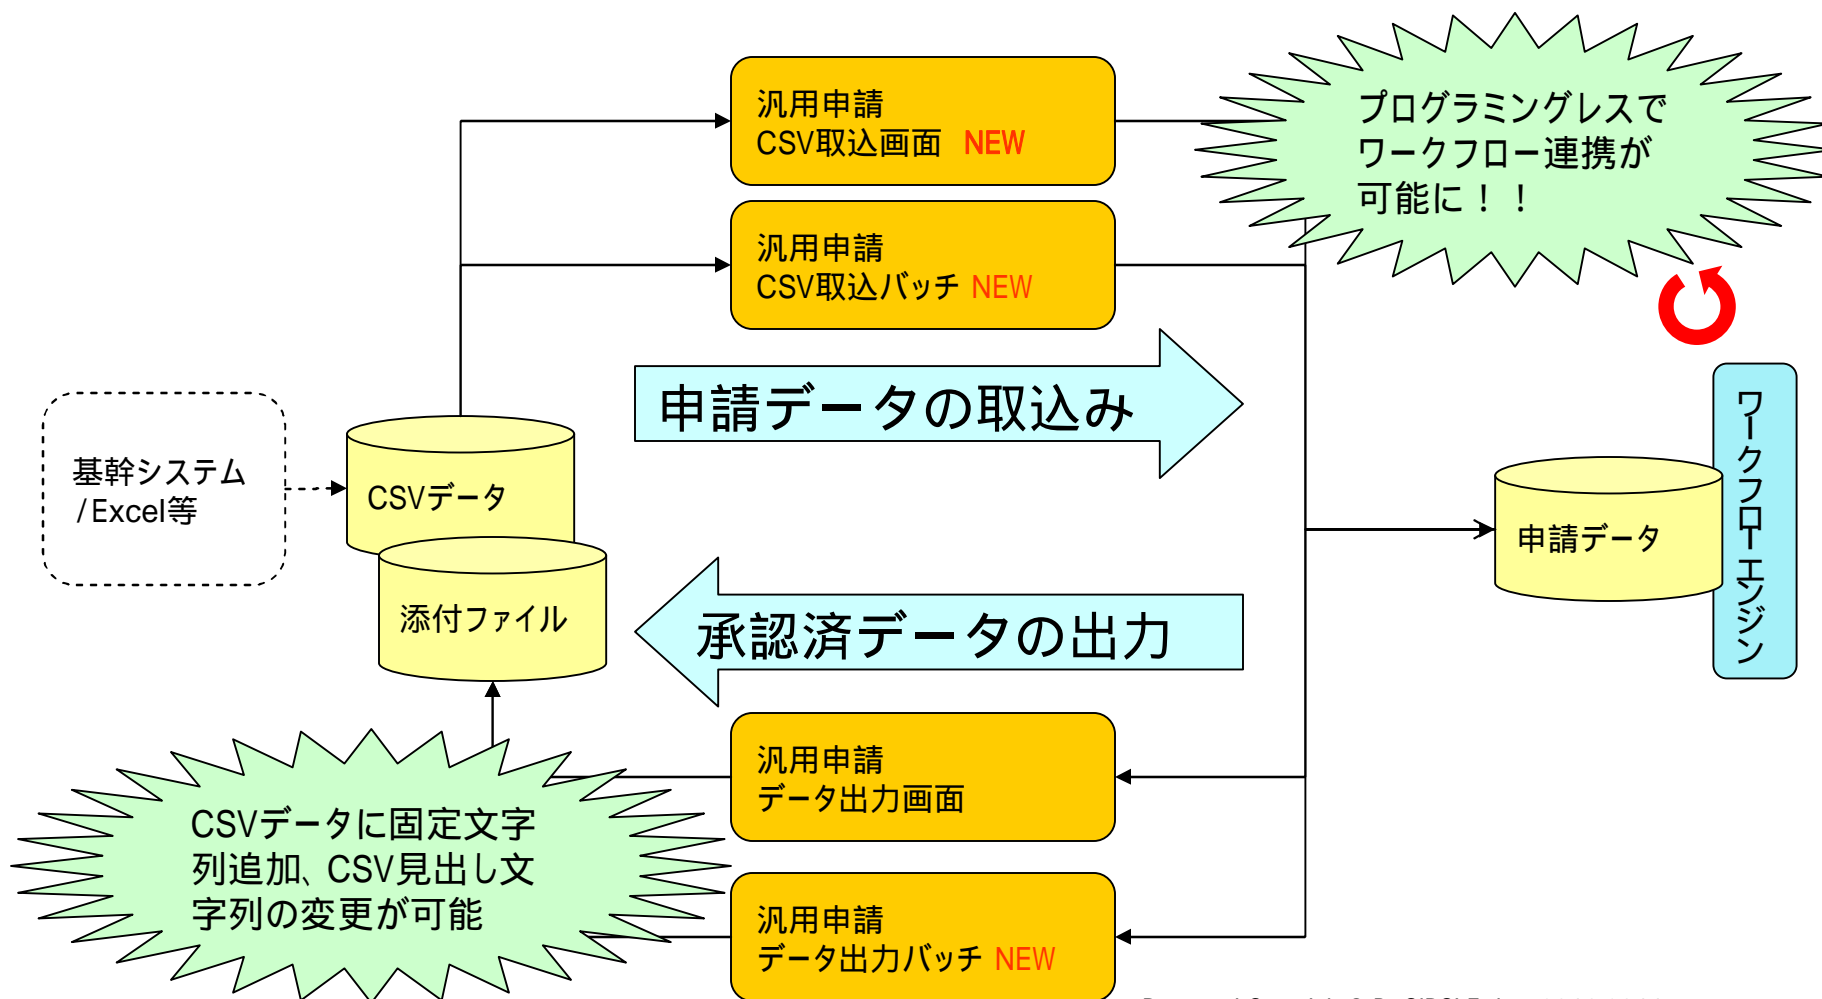 汎用申請
CSV取込画面 NEW
プログラミングレスで
ワークフロー連携が
可能に！！
汎用申請
CSV取込バッチ NEW
申請データの取込み
基幹システム
/Excel等
CSVデータ
添付ファイル
申請データ
ワークフローエンジン
承認済データの出力
汎用申請
データ出力画面
CSVデータに固定文字
列追加、CSV見出し文
字列の変更が可能
汎用申請
データ出力バッチ NEW